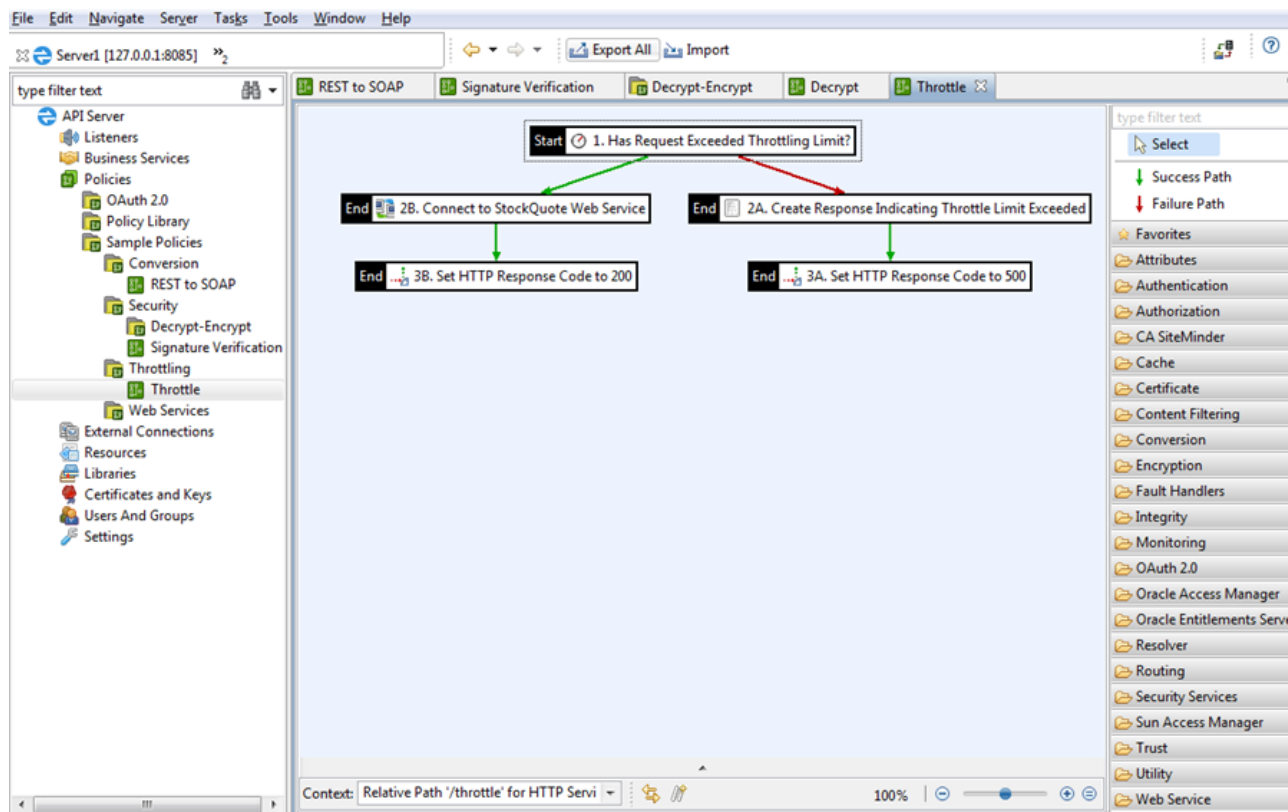 File Edit Navigate Server Tasks Tools Window Help
Server1 [127.0.0.1:8085] »2
Export All Import
type filter text
API Server
Listeners
Business Services
Policies
OAuth 2.0
Policy Library
Sample Policies
Conversion
REST to SOAP
Security
Decrypt-Encrypt
Signature Verification
Throttling
Throttle
Web Services
External Connections
Resources
Libraries
Certificates and Keys
Users And Groups
Settings
REST to SOAP Signature Verification Decrypt-Encrypt Decrypt Throttle
Start 1. Has Request Exceeded Throttling Limit?
End 2B. Connect to StockQuote Web Service
End 2A. Create Response Indicating Throttle Limit Exceeded
End 3B. Set HTTP Response Code to 200
End 3A. Set HTTP Response Code to 500
Context: Relative Path '/throttle' for HTTP Servi
100%
type filter text
Select
Success Path
Failure Path
Favorites
Attributes
Authentication
Authorization
CA SiteMinder
Cache
Certificate
Content Filtering
Conversion
Encryption
Fault Handlers
Integrity
Monitoring
OAuth 2.0
Oracle Access Manager
Oracle Entitlements Serve
Resolver
Routing
Security Services
Sun Access Manager
Trust
Utility
Web Service